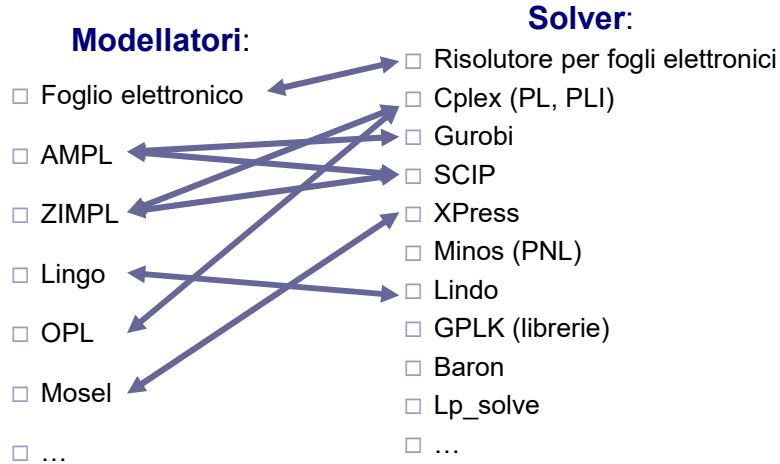 Modellatori:
Foglio elettronico
AMPL
ZIMPL
Lingo
OPL
Mosel
…
Solver:
Risolutore per fogli elettronici
Cplex (PL, PLI)
Gurobi
SCIP
XPress
Minos (PNL)
Lindo
GPLK (librerie)
Baron
Lp_solve
…